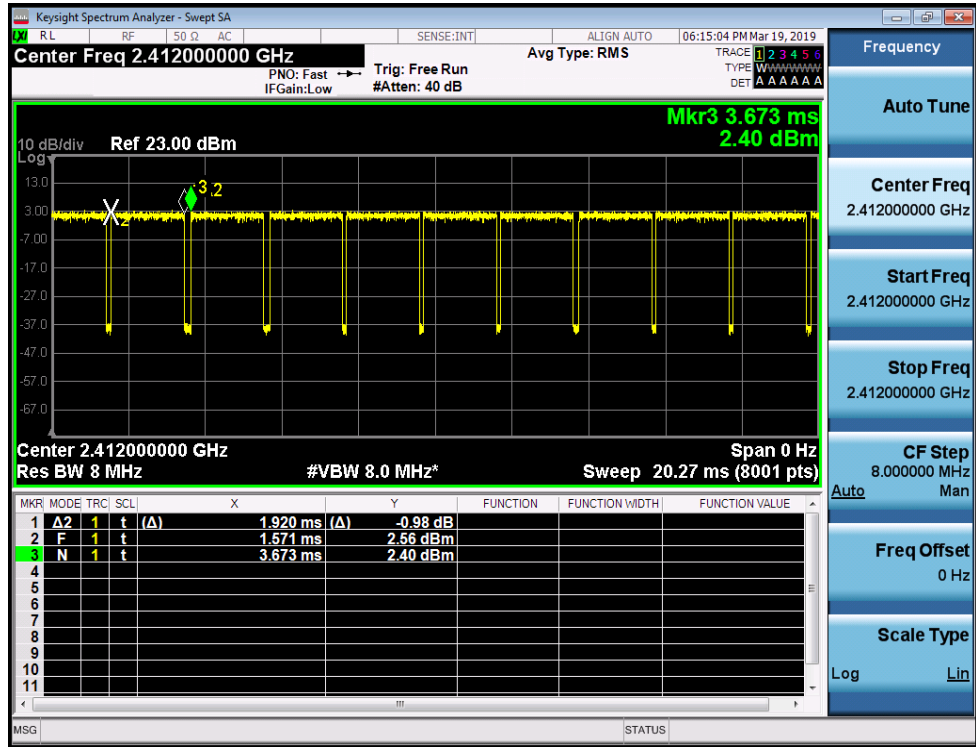 Keysight Spectrum Analyzer - Swept SA
LXI RL RF 50 Ω AC SENSE:INT ALIGN AUTO 06:15:04 PM Mar 19, 2019
Center Freq 2.412000000 GHz
PNO: Fast
IFGain:Low
Trig: Free Run
#Atten: 40 dB
Avg Type: RMS
TRACE 1 2 3 4 5 6
TYPE WWWWWW
DET A A A A A A
Mkr3 3.673 ms
2.40 dBm
10 dB/div Ref 23.00 dBm
Log
13.0
3.00
-7.00
-17.0
-27.0
-37.0
-47.0
-57.0
-67.0
X2
3 2
Center 2.412000000 GHz Span 0 Hz
Res BW 8 MHz #VBW 8.0 MHz* Sweep 20.27 ms (8001 pts)
MKR MODE TRC SCL X Y FUNCTION FUNCTION WIDTH FUNCTION VALUE
1 Δ2 1 t (Δ) 1.920 ms (Δ) -0.98 dB
2 F 1 t 1.571 ms 2.56 dBm
3 N 1 t 3.673 ms 2.40 dBm
4
5
6
7
8
9
10
11
MSG STATUS
Frequency
Auto Tune
Center Freq
2.412000000 GHz
Start Freq
2.412000000 GHz
Stop Freq
2.412000000 GHz
CF Step
8.000000 MHz
Auto Man
Freq Offset
0 Hz
Scale Type
Log Lin